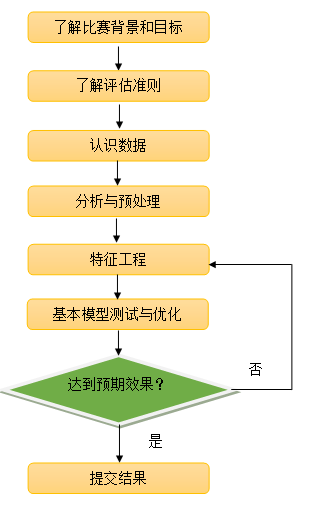 了解比赛背景和目标
了解评估准则
认识数据
分析与预处理
特征工程
基本模型测试与优化
达到预期效果？
否
是
提交结果